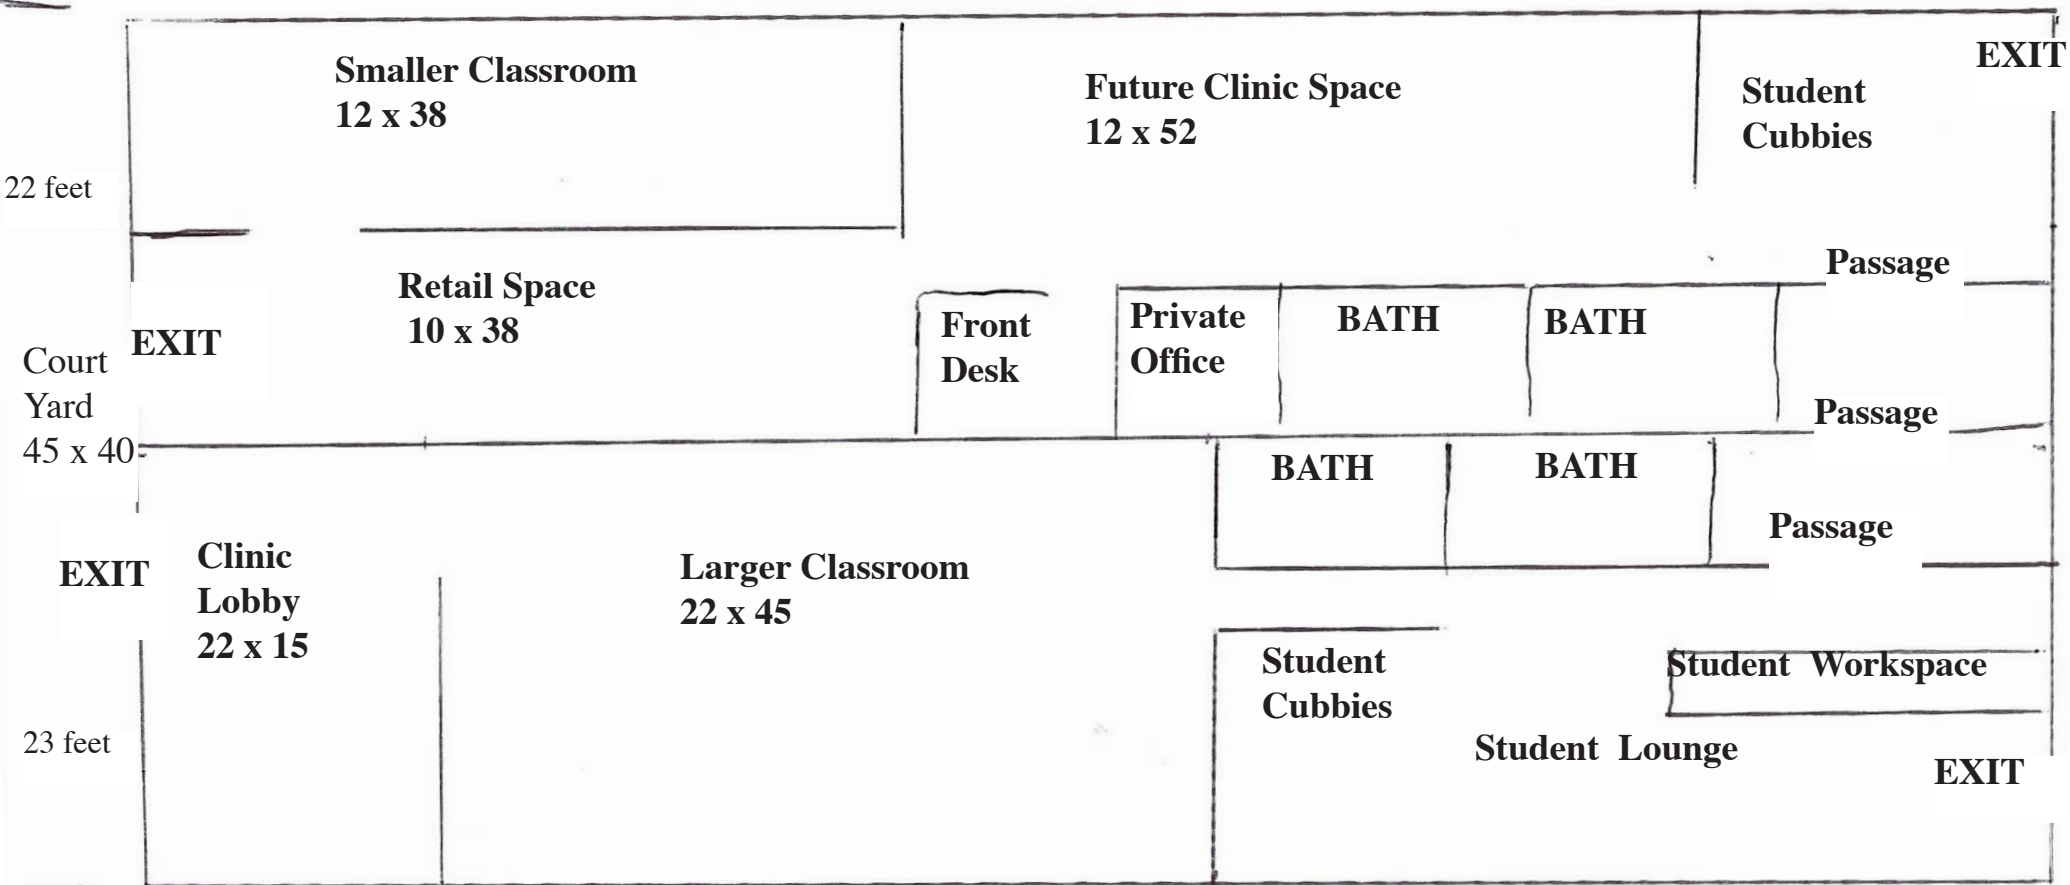 Smaller Classroom
12 x 38
Future Clinic Space
12 x 52
Student
Cubbies
EXIT
22 feet
Retail Space
10 x 38
EXIT
Court
Yard
45 x 40
Front
Desk
Private
Office
BATH
BATH
Passage
Passage
BATH
BATH
Passage
EXIT
Clinic
Lobby
22 x 15
Larger Classroom
22 x 45
Student
Cubbies
Student Workspace
Student Lounge
23 feet
EXIT